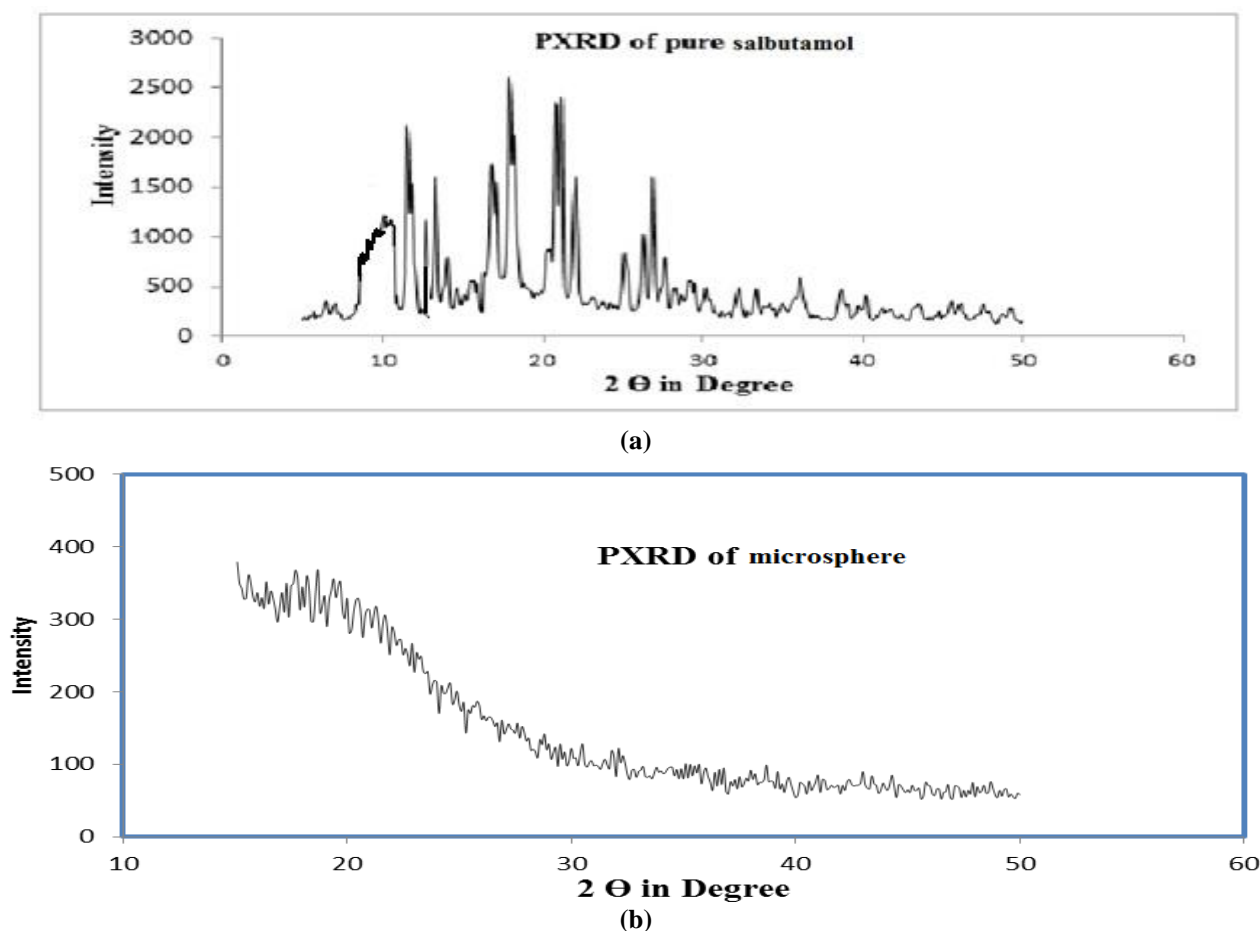 PXRD of pure salbutamol
3000
2500
2000
1500
1000
500
0
Intensity
0 10 20 30 40 50 60
2 Θ in Degree
(a)
500
400
300
200
100
0
PXRD of microsphere
Intensity
10 20 30 40 50 60
2 Θ in Degree
(b)